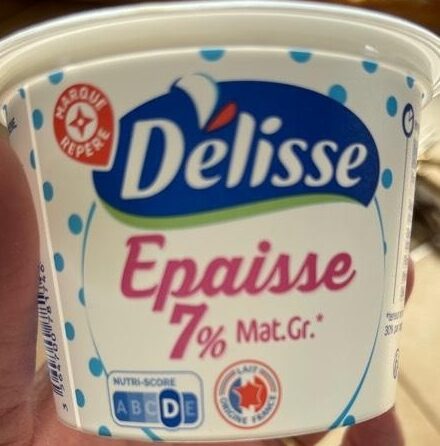 MARQUE
REPÈRE
Délisse
Epaisse
7% Mat.Gr.*
NUTRI-SCORE
A B C D E
LAIT
ORIGINE FRANCE